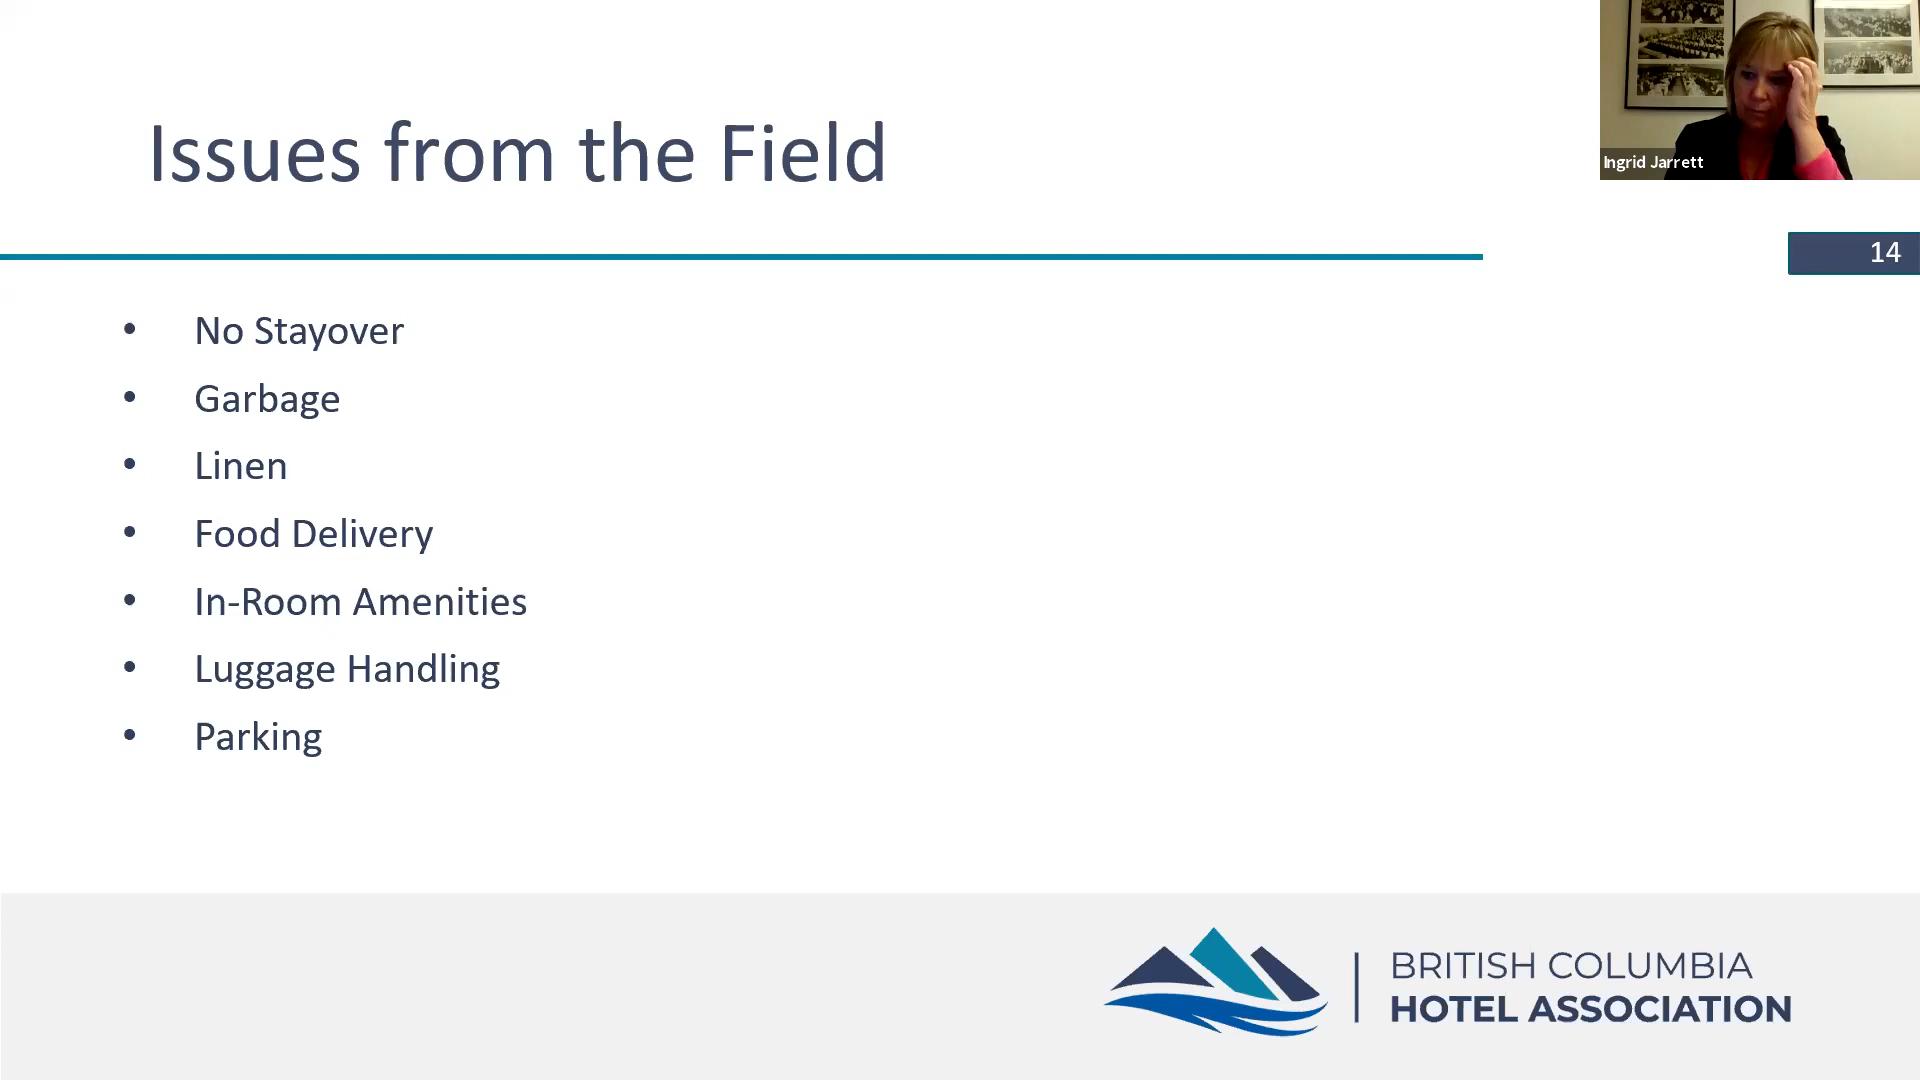 Issues from the Field
Ingrid Jarrett
14
• No Stayover
• Garbage
• Linen
• Food Delivery
• In-Room Amenities
• Luggage Handling
• Parking
BRITISH COLUMBIA
HOTEL ASSOCIATION